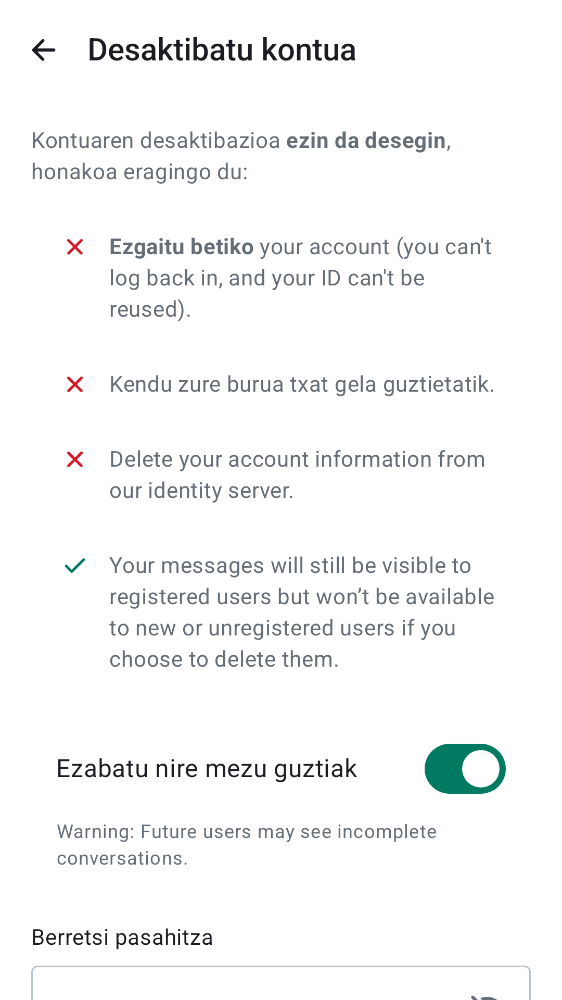 Desaktibatu kontua
Kontuaren desaktibazioa ezin da desegin,
honakoa eragingo du:
Ezgaitu betiko your account (you can't
log back in, and your ID can't be
reused).
Kendu zure burua txat gela guztietatik.
Delete your account information from
our identity server.
Your messages will still be visible to
registered users but won’t be available
to new or unregistered users if you
choose to delete them.
Ezabatu nire mezu guztiak
Warning: Future users may see incomplete
conversations.
Berretsi pasahitza